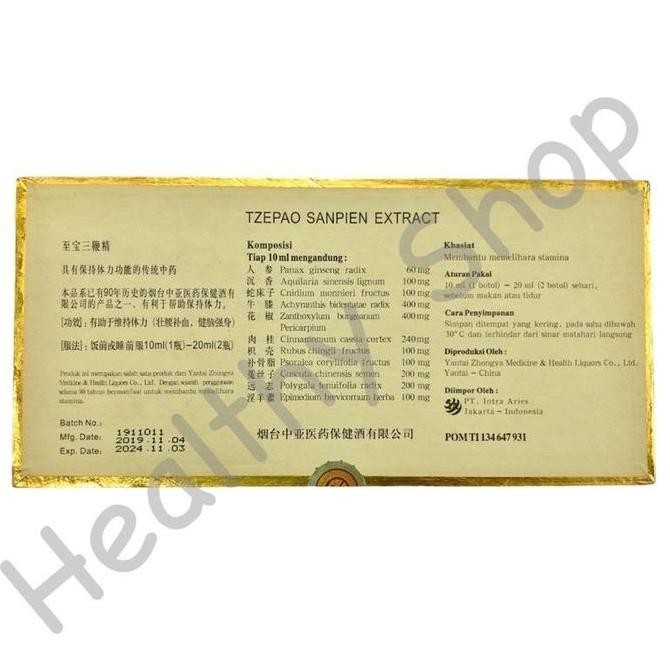 TZEPAO SANPIEN EXTRACT
至宝三鞭精
具有保持体力功能的传统中药
本品系已有90年历史的烟台中亚医药保健酒有
限公司的产品之一，有利于帮助保持体力。
[功效]：有助于维持体力（壮腰补血，健脑强身）
[服法]：饭前或睡前服10ml(1瓶)-20ml(2瓶)
Produk ini merupakan salah satu produk dari Yantai Zhongya
Medicine & Health Liquors Co., Ltd. Dengan sejarah penggunaan
selama 90 tahun bermanfaat untuk membantu memelihara
stamina.
Batch No.: 1911011
Mfg. Date: 2019.11.04
Exp. Date: 2024.11.03
Komposisi
Tiap 10 ml mengandung :
人 参 Panax ginseng radix 60 mg
沉 香 Aquilaria sinensis lignum 100 mg
蛇床子 Cnidium monnieri fructus 100 mg
牛 膝 Achyranthis bidentatae radix 400 mg
花 椒 Zanthoxylum bungeanum 400 mg
Pericarpium
肉 桂 Cinnamomum cassia cortex 240 mg
枳 壳 Rubus chingii fructus 100 mg
补骨脂 Psoralea corylifolia fructus 100 mg
菟丝子 Cuscuta chinensis semen 200 mg
远 志 Polygala tenuifolia radix 200 mg
淫羊藿 Epimedium brevicornum herba 100 mg
烟台中亚医药保健酒有限公司
Khasiat
Membantu memelihara stamina
Aturan Pakai
10 ml (1 botol) - 20 ml (2 botol) sehari,
sebelum makan atau tidur
Cara Penyimpanan
Simpan ditempat yang kering, pada suhu dibawah
30°C dan terhindar dari sinar matahari langsung
Diproduksi Oleh :
Yantai Zhongya Medicine & Health Liquors Co., Ltd.
Yantai - China
Diimpor Oleh :
PT. Intra Aries
Jakarta - Indonesia
POM TI 134 647 931
Healthy Shop